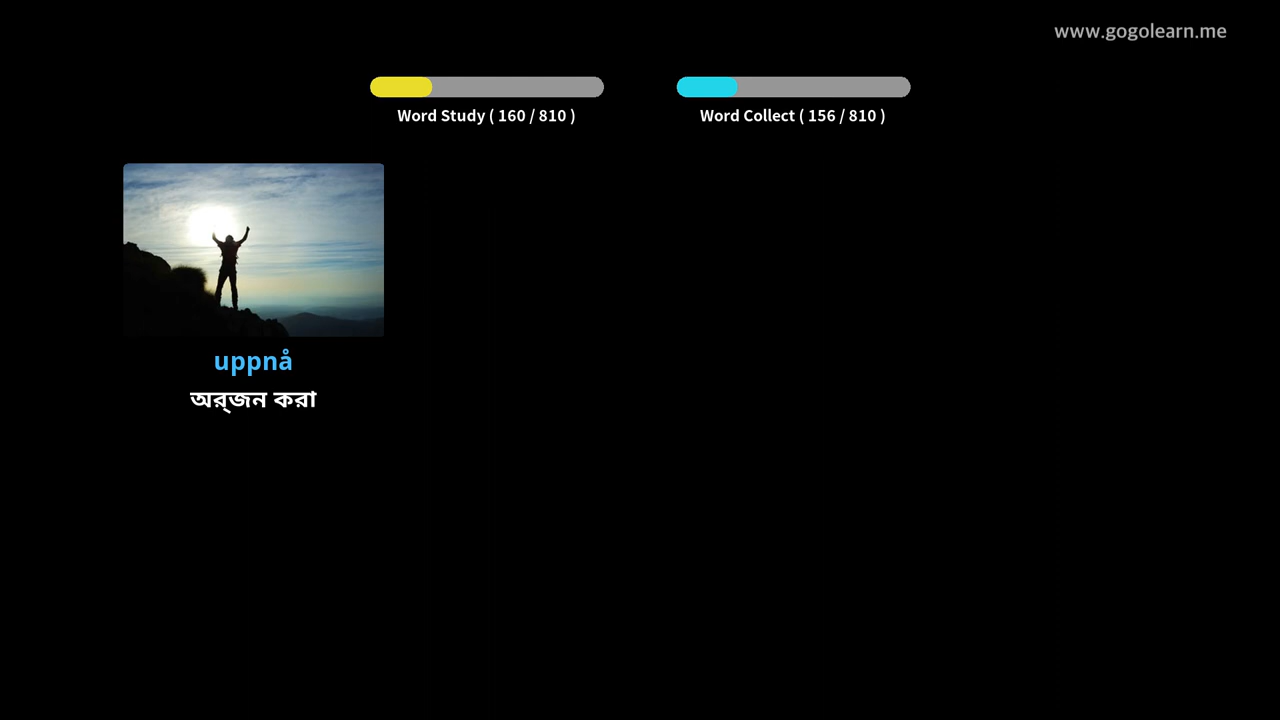 www.gogolearn.me
Word Study ( 160 / 810 )
Word Collect ( 156 / 810 )
uppnå
অর্জন করা